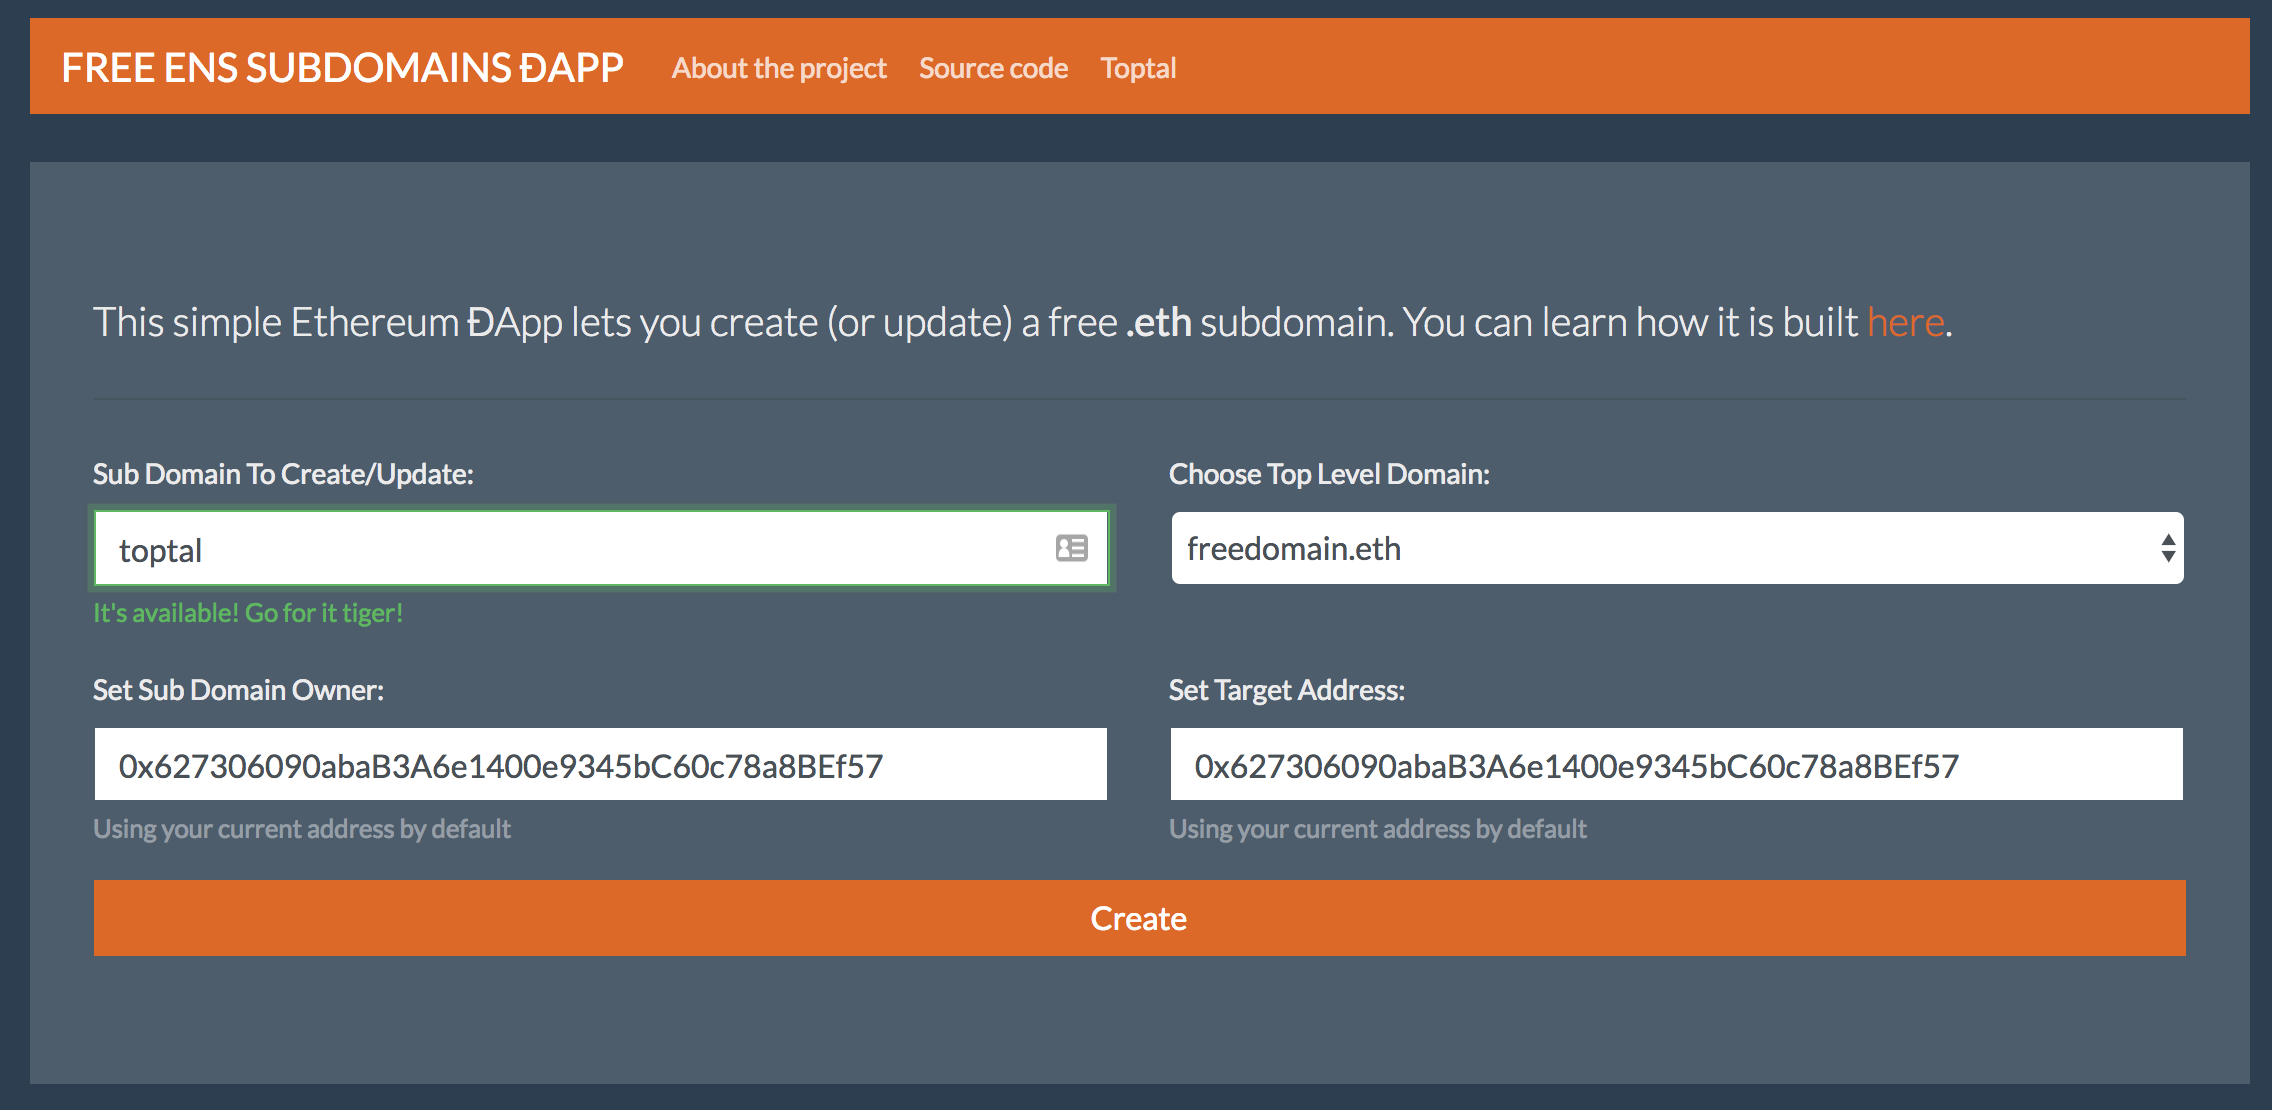 FREE ENS SUBDOMAINS ĐAPP About the project Source code Toptal
This simple Ethereum ĐApp lets you create (or update) a free .eth subdomain. You can learn how it is built here.
Sub Domain To Create/Update:
toptal
It's available! Go for it tiger!
Choose Top Level Domain:
freedomain.eth
Set Sub Domain Owner:
0x627306090abaB3A6e1400e9345bC60c78a8BEf57
Using your current address by default
Set Target Address:
0x627306090abaB3A6e1400e9345bC60c78a8BEf57
Using your current address by default
Create